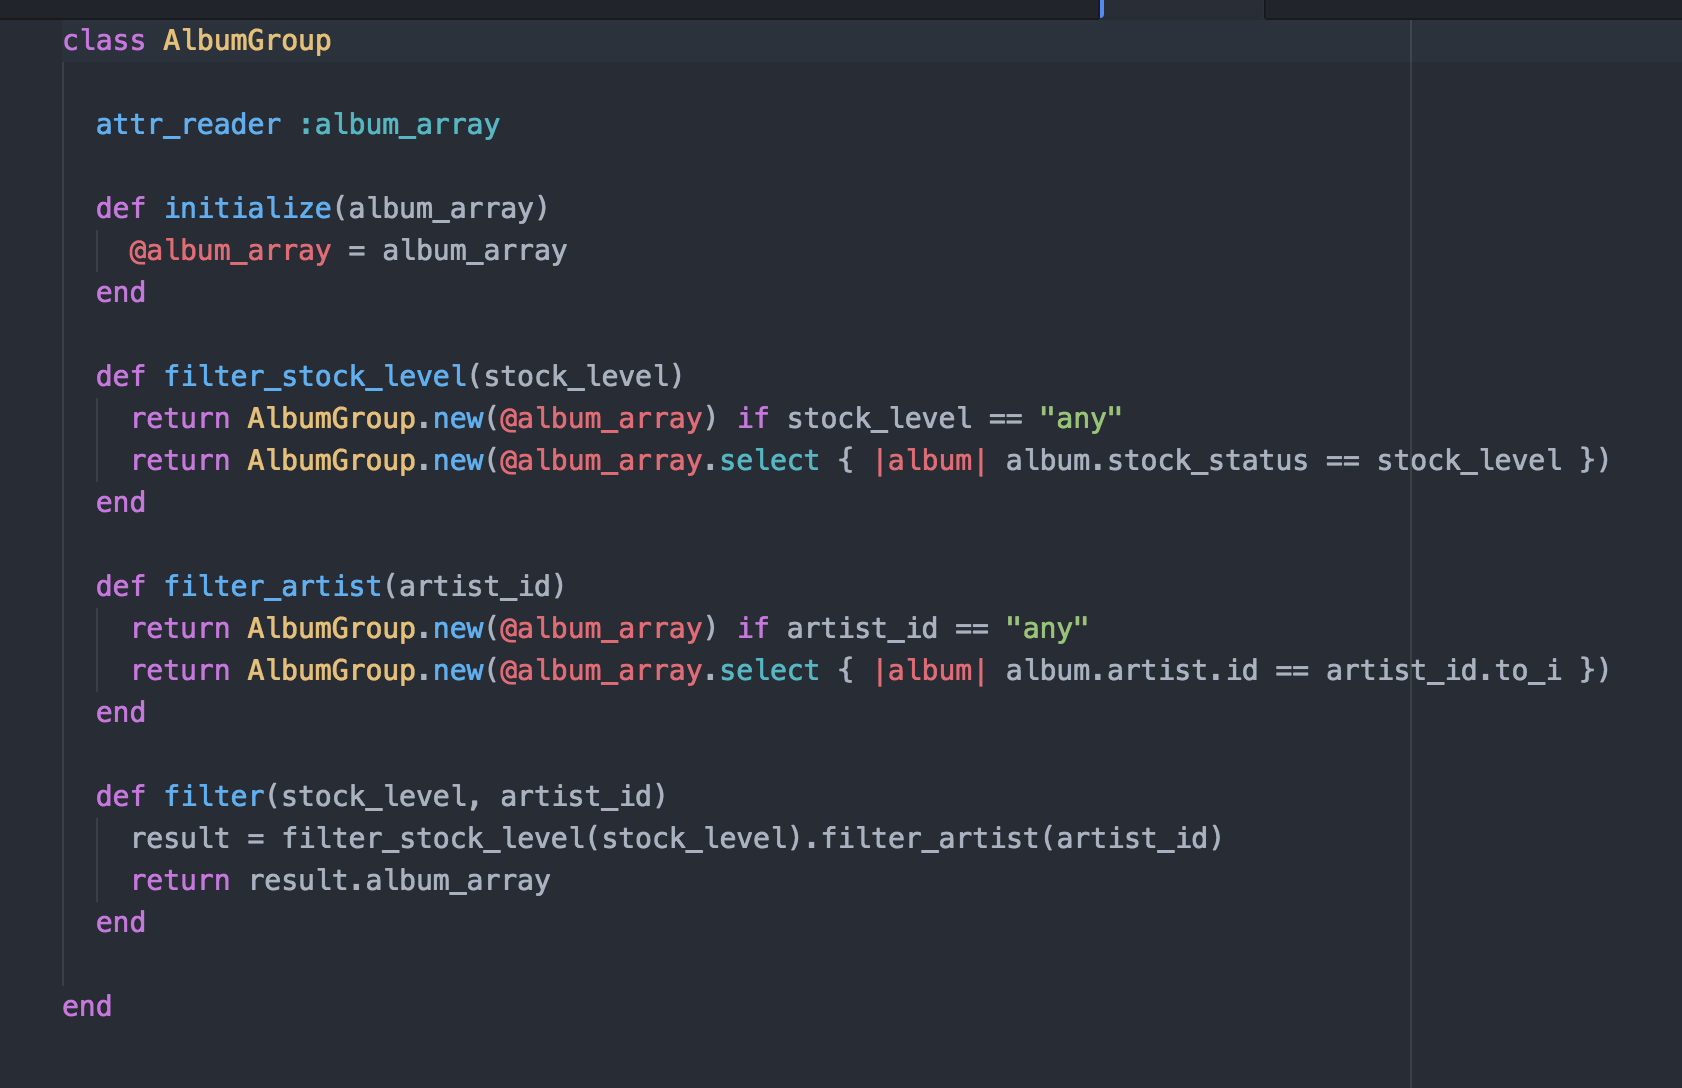 class AlbumGroup
attr_reader :album_array
def initialize(album_array)
@album_array = album_array
end
def filter_stock_level(stock_level)
return AlbumGroup.new(@album_array) if stock_level == "any"
return AlbumGroup.new(@album_array.select { |album| album.stock_status == stock_level })
end
def filter_artist(artist_id)
return AlbumGroup.new(@album_array) if artist_id == "any"
return AlbumGroup.new(@album_array.select { |album| album.artist.id == artist_id.to_i })
end
def filter(stock_level, artist_id)
result = filter_stock_level(stock_level).filter_artist(artist_id)
return result.album_array
end
end